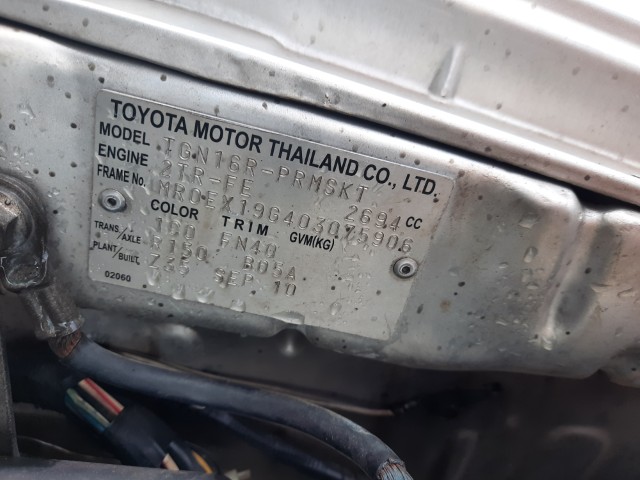 TOYOTA MOTOR THAILAND CO., LTD.
MODEL TGN16R-PRMSKT
ENGINE 2TR-FE 2694 CC
FRAME No. MR0EX19G403075906
COLOR TRIM GVM(KG)
1G0 FN40
TRANS/AXLE R150 B05A
PLANT/BUILT SEP 10
02060